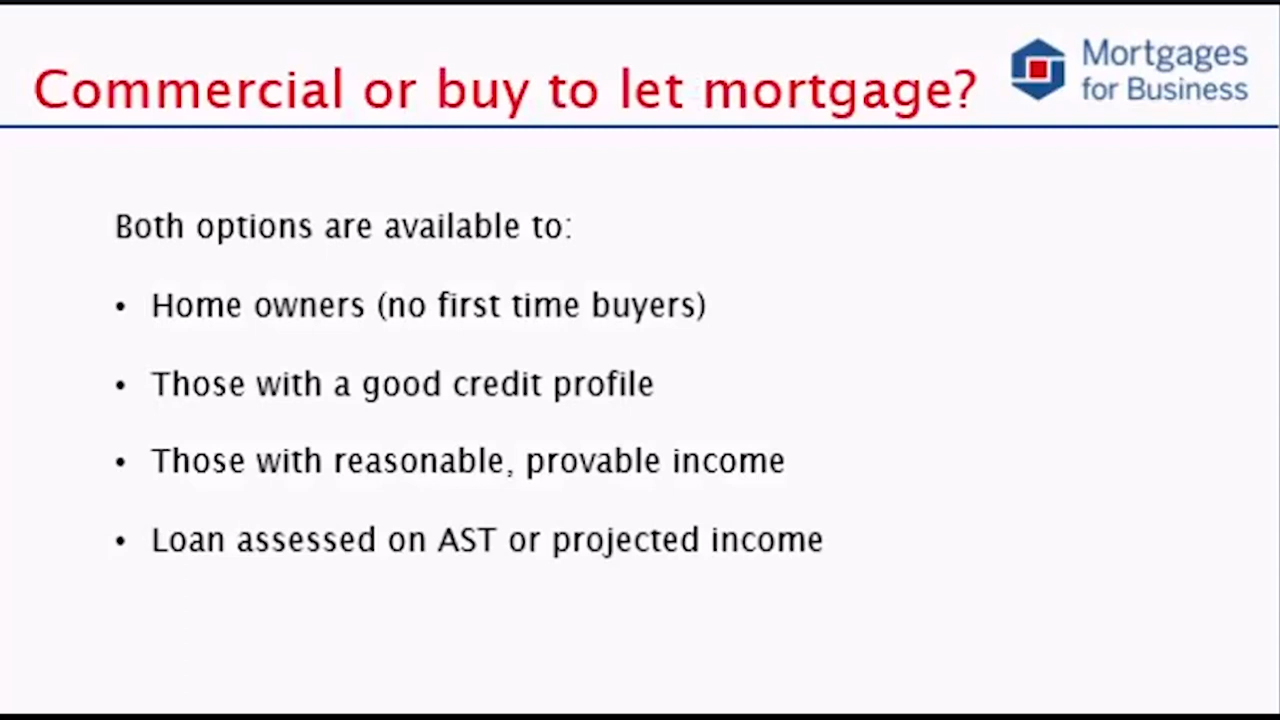 Commercial or buy to let mortgage?
Mortgages
for Business
Both options are available to:
• Home owners (no first time buyers)
• Those with a good credit profile
• Those with reasonable, provable income
• Loan assessed on AST or projected income